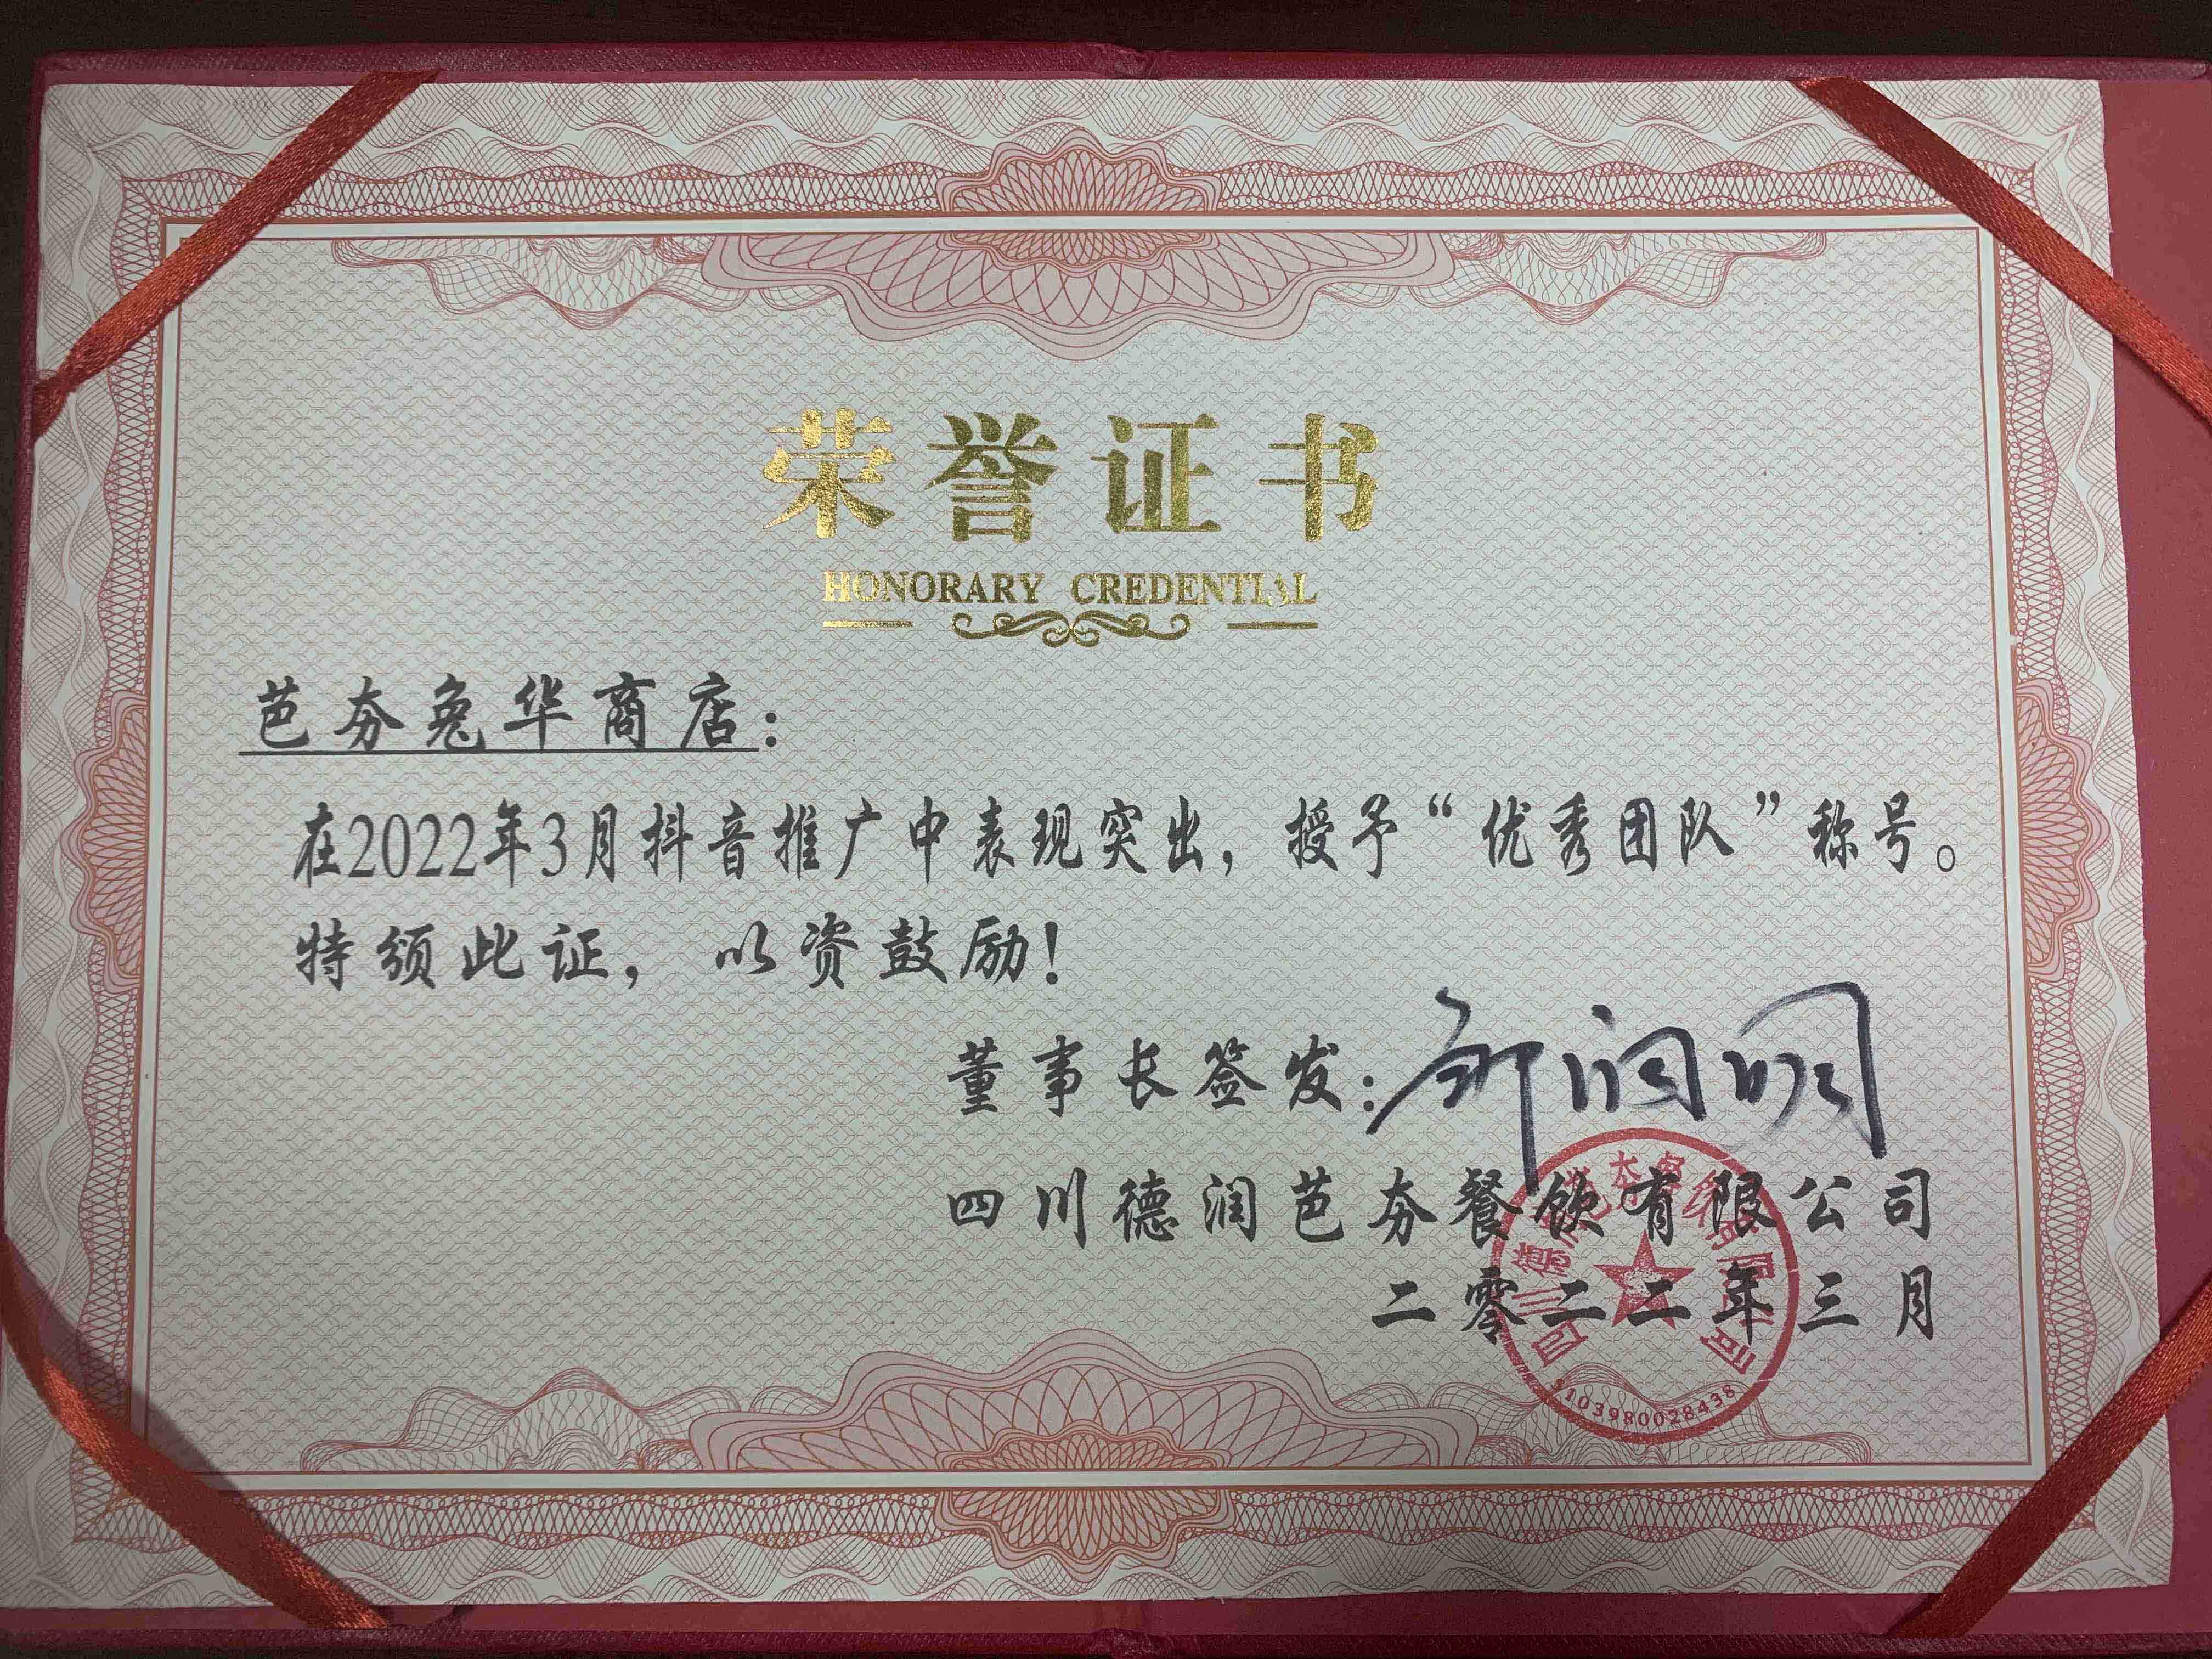 荣誉证书
HONORARY CREDENTIAL
芭夯兔华商店:
在2022年3月抖音推广中表现突出，授予“优秀团队”称号。
特颁此证，以资鼓励!
董事长签发:
四川德润芭夯餐饮有限公司
二零二二年三月
5103980028438